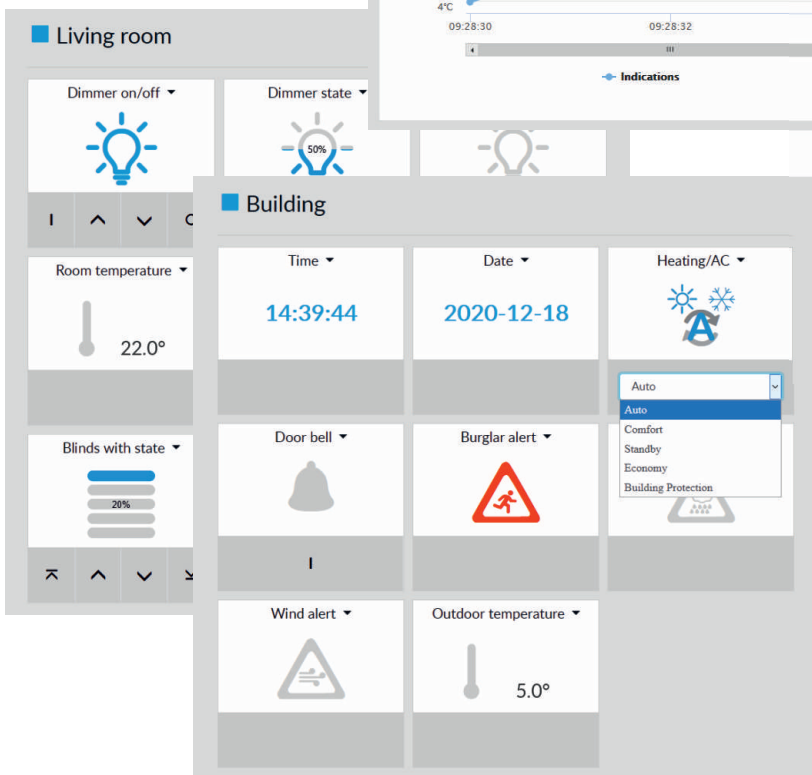 4°C
09:28:30
09:28:32
Indications
Living room
Dimmer on/off
Dimmer state
50%
Room temperature
22.0°
Blinds with state
20%
Building
Time
Date
Heating/AC
14:39:44
2020-12-18
A
Auto
Auto
Comfort
Standby
Economy
Building Protection
Door bell
Burglar alert
I
Wind alert
Outdoor temperature
5.0°